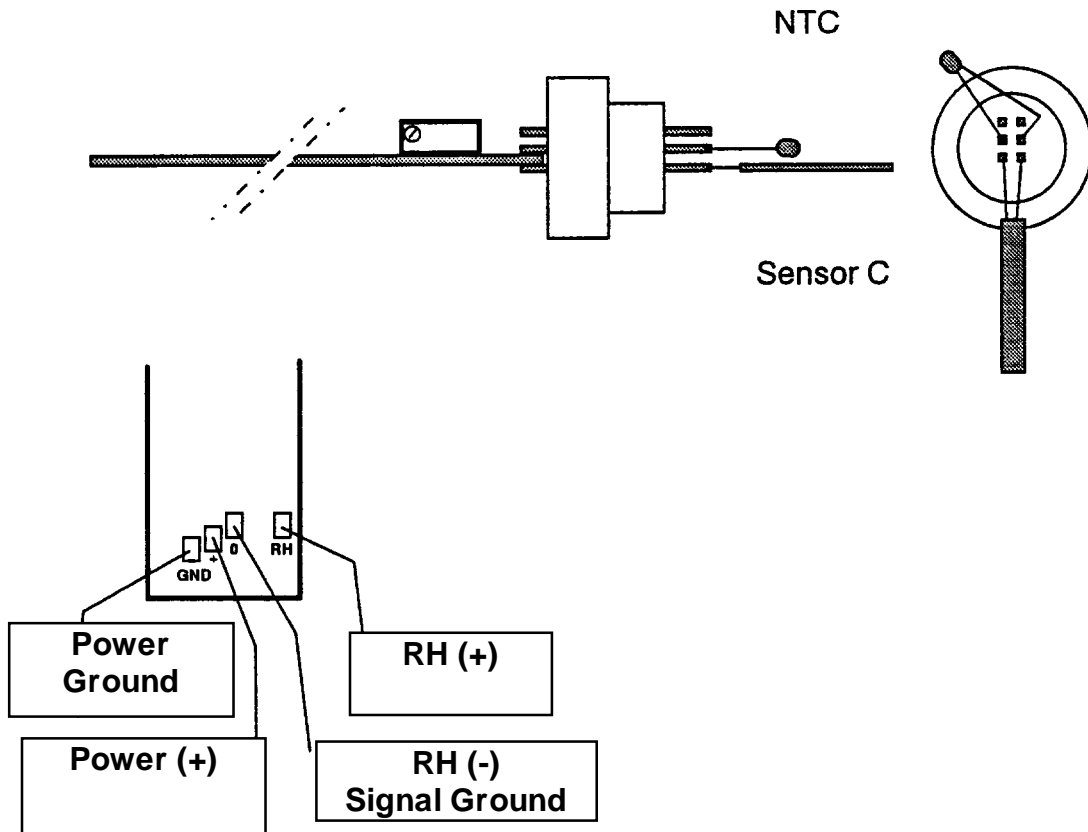 NTC
Sensor C
0
RH
+
GND
Power
Ground
RH (+)
Power (+)
RH (-)
Signal Ground